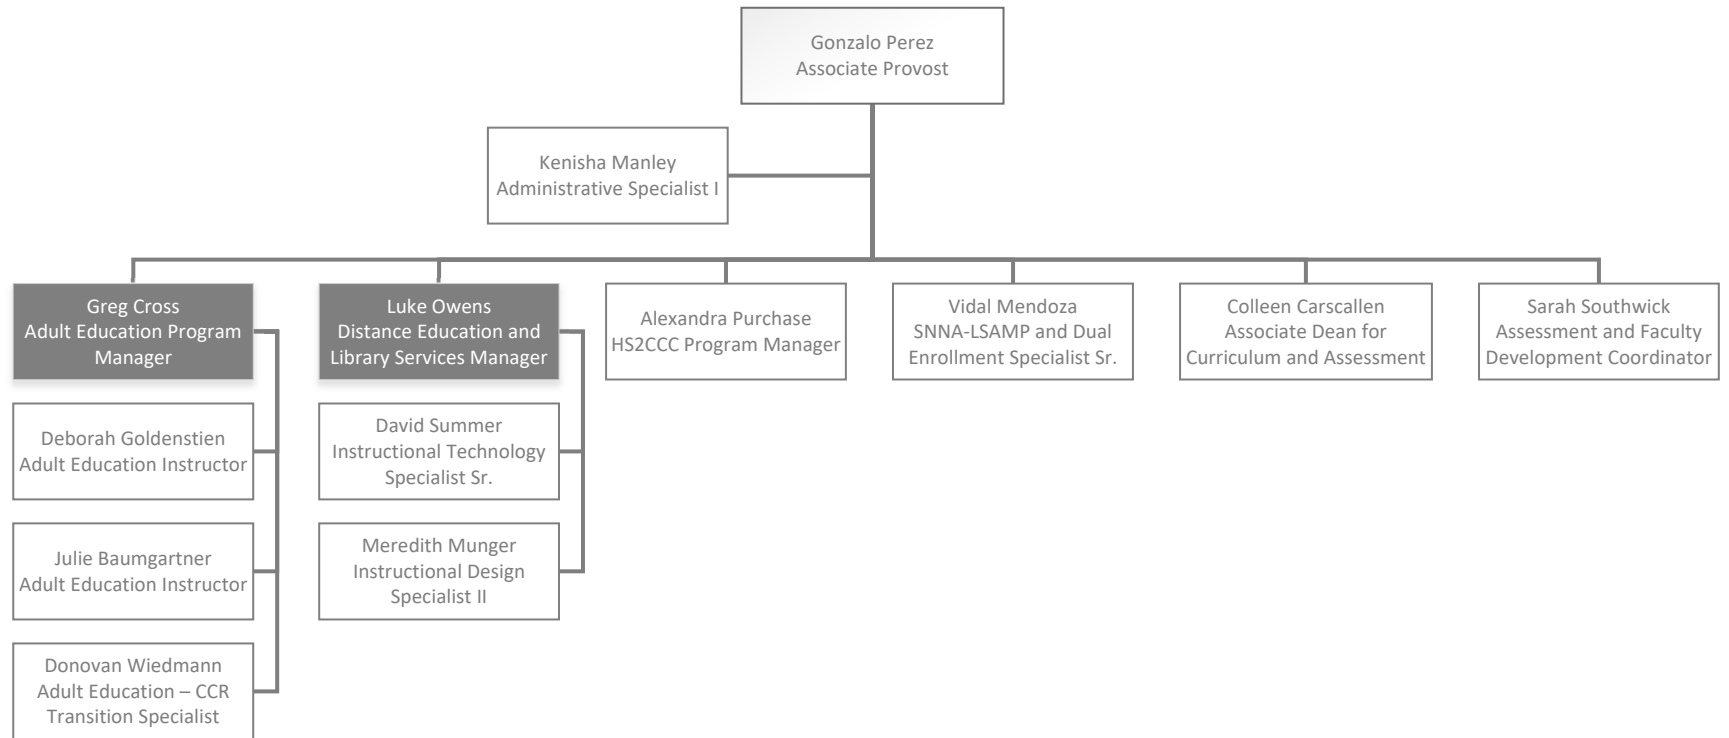 Gonzalo Perez
Associate Provost
Kenisha Manley
Administrative Specialist I
Greg Cross
Adult Education Program
Manager
Luke Owens
Distance Education and
Library Services Manager
Alexandra Purchase
HS2CCC Program Manager
Vidal Mendoza
SNNA-LSAMP and Dual
Enrollment Specialist Sr.
Colleen Carscallen
Associate Dean for
Curriculum and Assessment
Sarah Southwick
Assessment and Faculty
Development Coordinator
Deborah Goldenstien
Adult Education Instructor
David Summer
Instructional Technology
Specialist Sr.
Julie Baumgartner
Adult Education Instructor
Meredith Munger
Instructional Design
Specialist II
Donovan Wiedmann
Adult Education – CCR
Transition Specialist